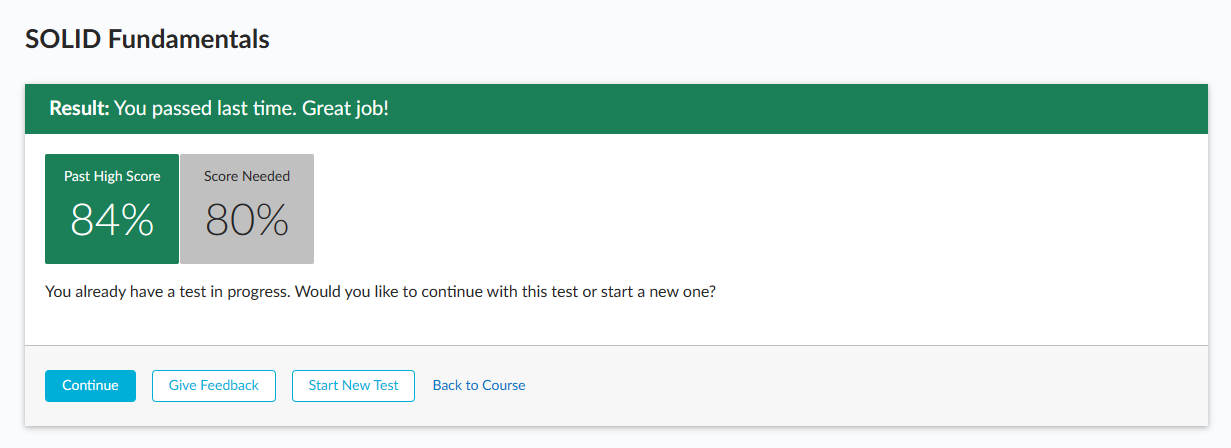 SOLID Fundamentals
Result: You passed last time. Great job!
Past High Score
84%
Score Needed
80%
You already have a test in progress. Would you like to continue with this test or start a new one?
Continue
Give Feedback
Start New Test
Back to Course